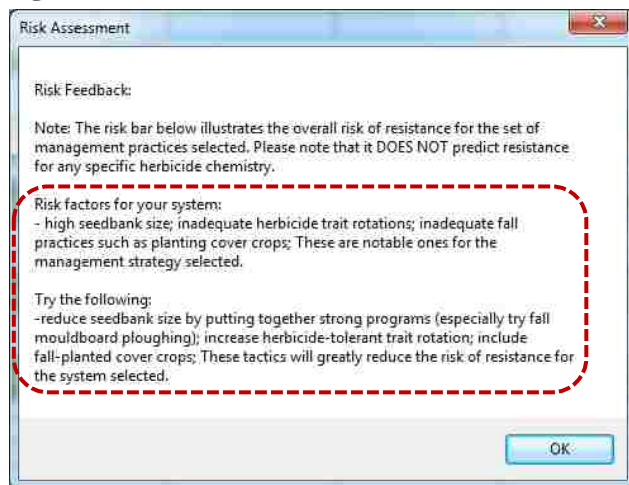 Risk Assessment
Risk Feedback:
Note: The risk bar below illustrates the overall risk of resistance for the set of
management practices selected. Please note that it DOES NOT predict resistance
for any specific herbicide chemistry.
Risk factors for your system:
- high seedbank size; inadequate herbicide trait rotations; inadequate fall
practices such as planting cover crops; These are notable ones for the
management strategy selected.
Try the following:
-reduce seedbank size by putting together strong programs (especially try fall
mouldboard ploughing); increase herbicide-tolerant trait rotation; include
fall-planted cover crops; These tactics will greatly reduce the risk of resistance for
the system selected.
OK